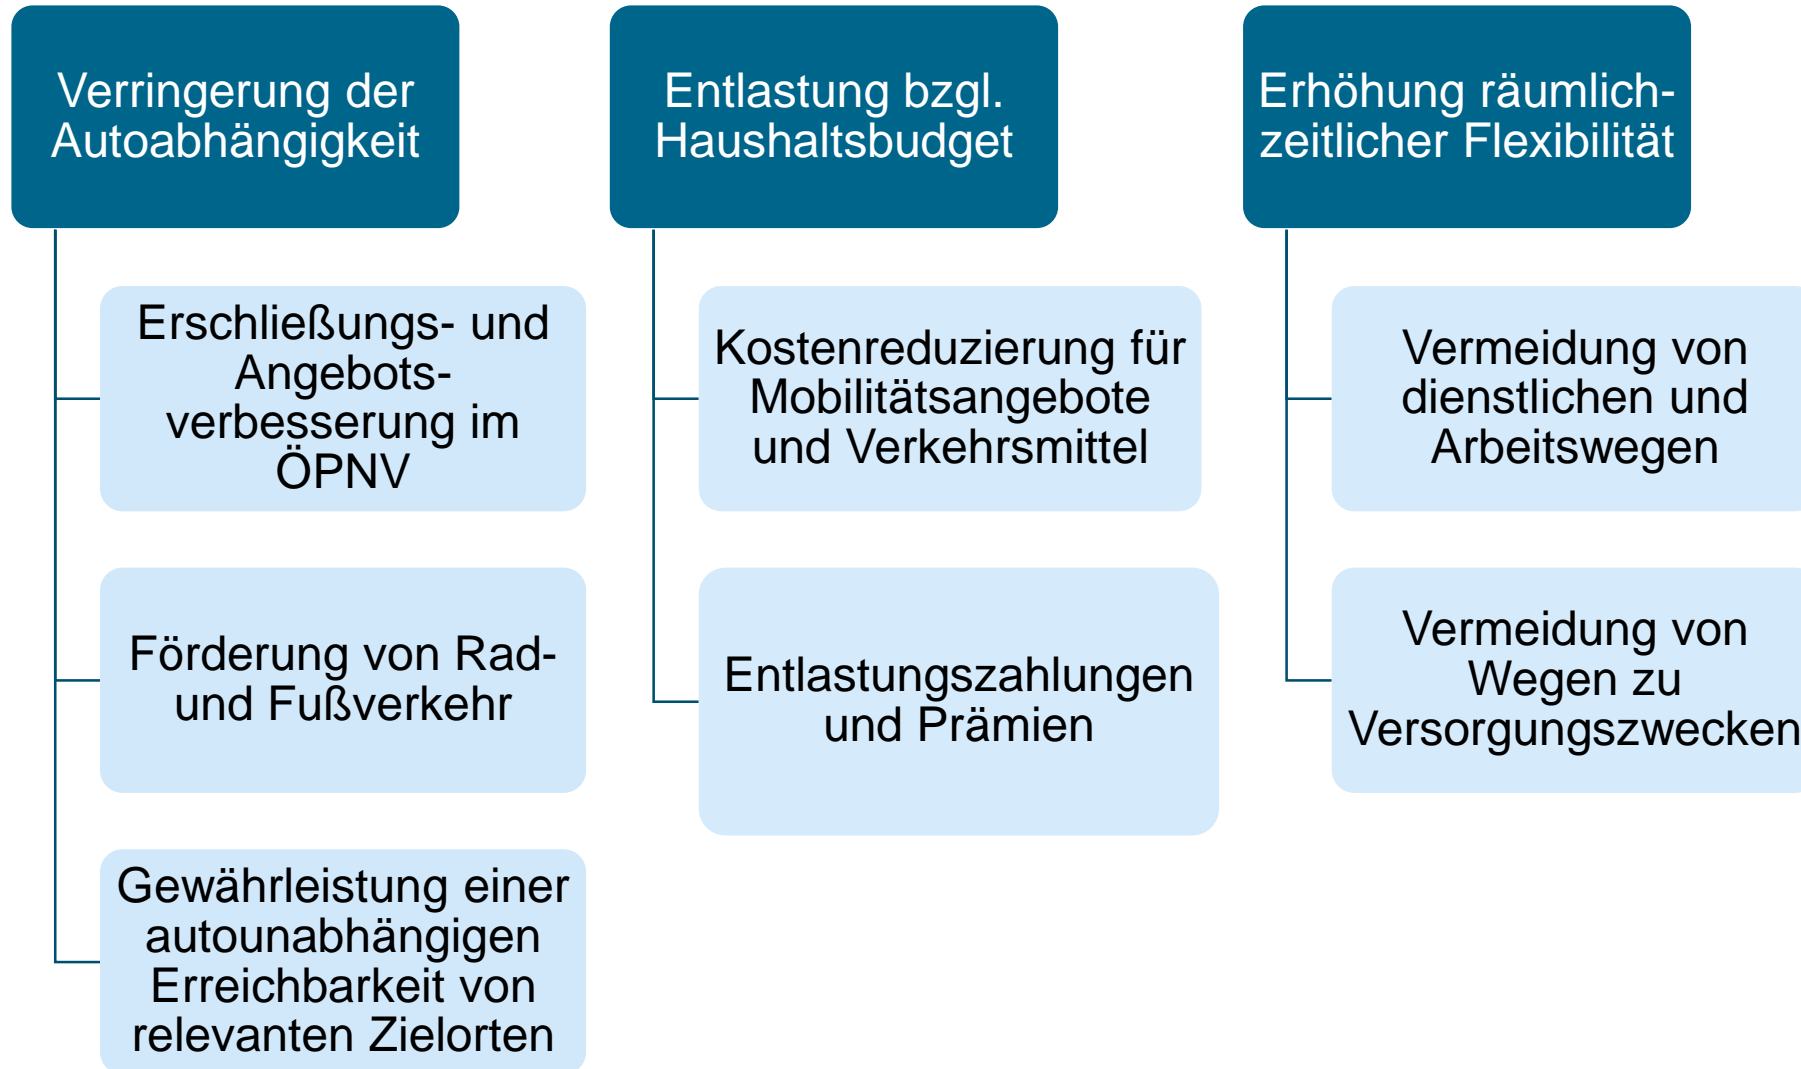 Verringerung der
Autoabhängigkeit
Erschließungs- und
Angebots-
verbesserung im
ÖPNV
Förderung von Rad-
und Fußverkehr
Gewährleistung einer
autounabhängigen
Erreichbarkeit von
relevanten Zielorten
Entlastung bzgl.
Haushaltsbudget
Kostenreduzierung für
Mobilitätsangebote
und Verkehrsmittel
Entlastungszahlungen
und Prämien
Erhöhung räumlich-
zeitlicher Flexibilität
Vermeidung von
dienstlichen und
Arbeitswegen
Vermeidung von
Wegen zu
Versorgungszwecken